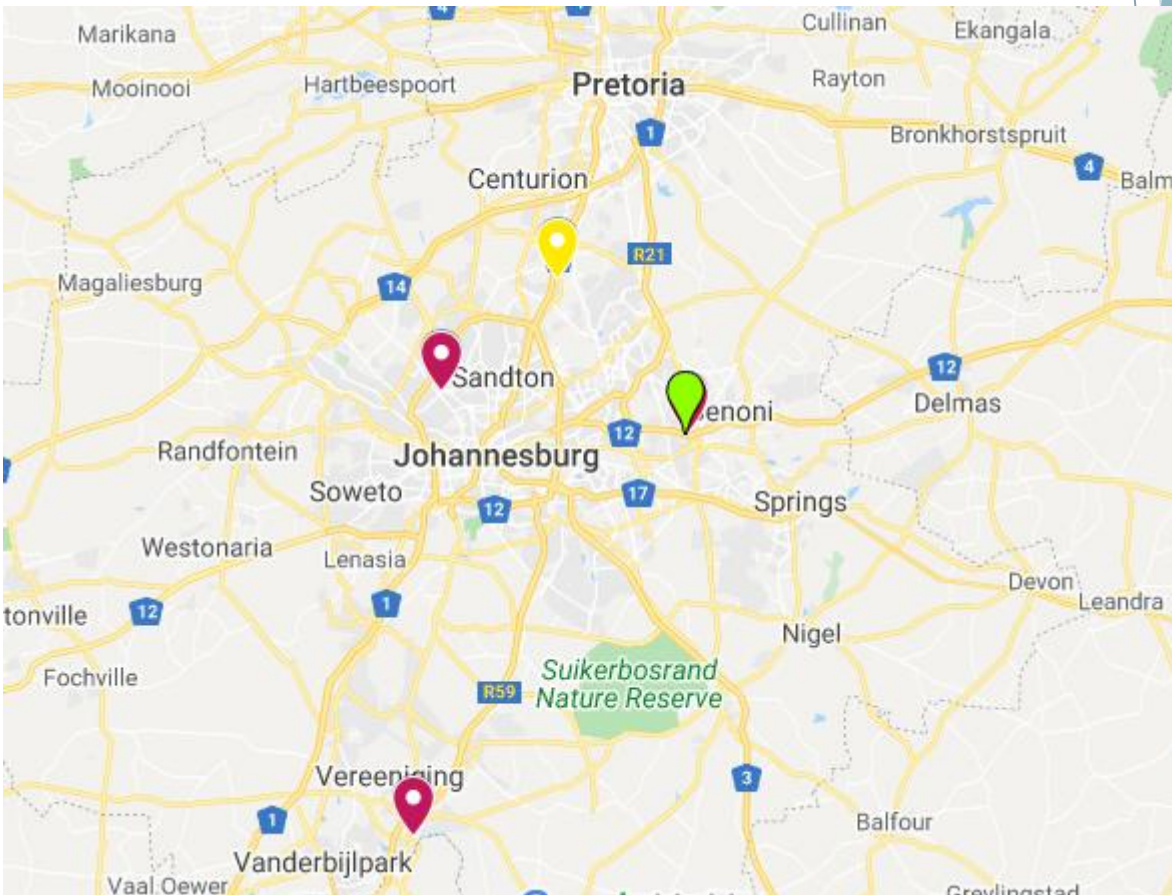 4
Cullinan
Marikana
Ekangala
Mooinooi
Hartbeespoort
Pretoria
Rayton
1
Bronkhorstspruit
4
Centurion
Balm
R21
Magaliesburg
14
Sandton
12
Delmas
enoni
12
Randfontein
Johannesburg
Soweto
17
12
Springs
Westonaria
Lenasia
Devon
1
Leandra
tonville
12
Nigel
Suikerbosrand
Nature Reserve
Fochville
R59
Vereeniging
3
1
Balfour
Vanderbijlpark
Vaal Oewer
Greylingstad